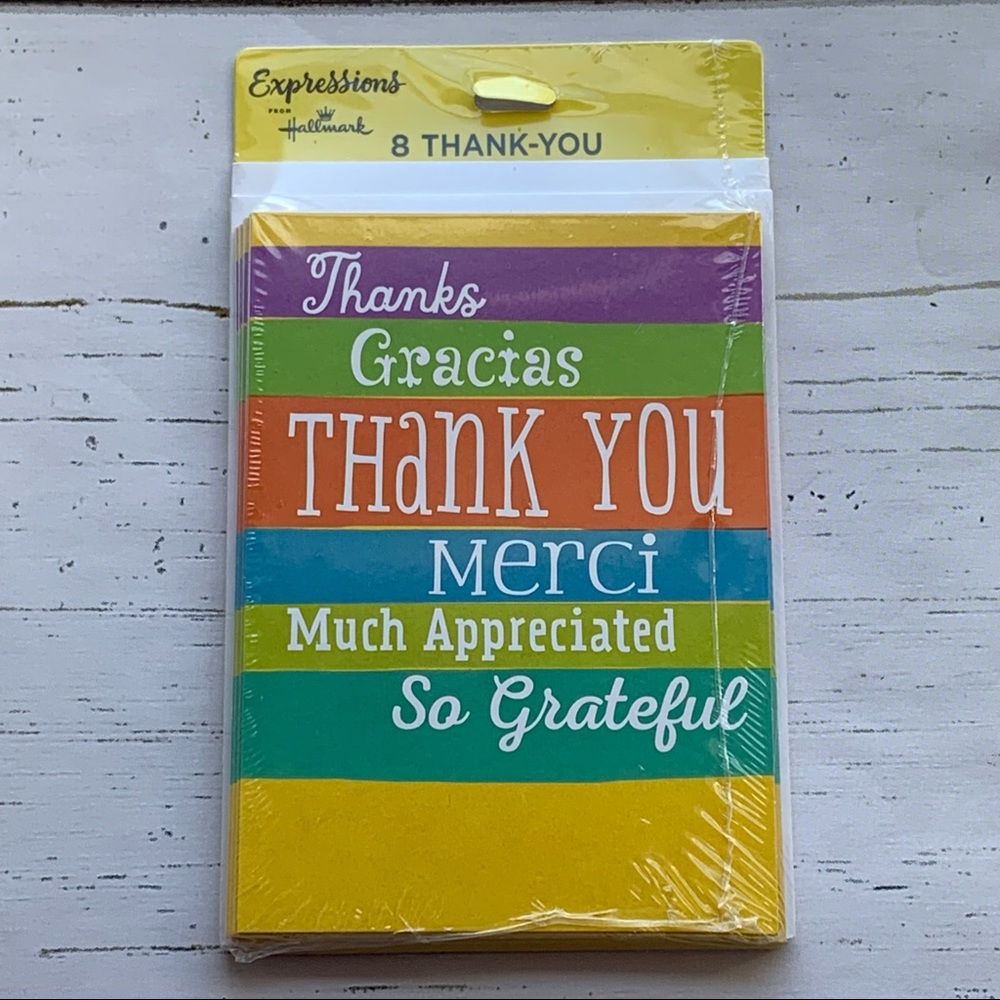 Expressions
FROM
Hallmark
8 THANK-YOU
Thanks
Gracias
THanK YOU
Merci
Much Appreciated
So Grateful